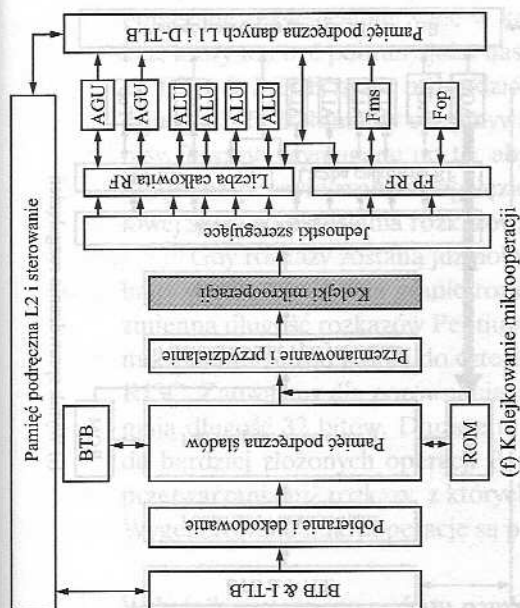 Pamięć podręczna L2 i sterowanie
BTB & I-TLB
Pobieranie i dekodowanie
BTB
Pamięć podręczna śladów
ROM
Przemianowanie i przydzielanie
Kolejki mikrooperacji
Jednostki szeregujące
Liczba całkowita RF
FP RF
AGU
AGU
ALU
ALU
ALU
ALU
Fms
Fop
Pamięć podręczna danych L1 i D-TLB
(f) Kolejkowanie mikrooperacji